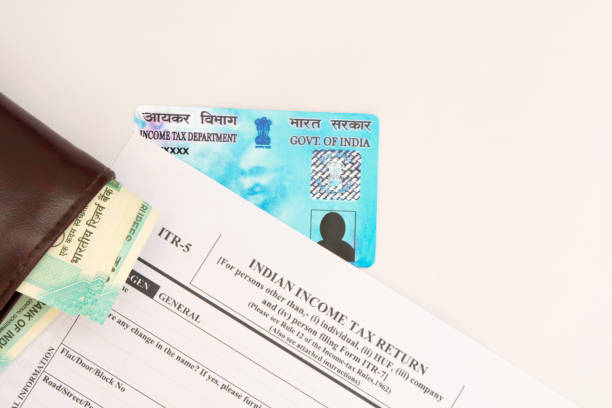 आयकर विभाग
INCOME TAX DEPARTMENT
XXXX
भारत सरकार
GOVT. OF INDIA
भारतीय रिज़र्व बैंक
BANK OF INDIA
ITR-5
INDIAN INCOME TAX RETURN
[For persons other than,- (i) individual, (ii) HUF, (iii) company
and (iv) person filing Form ITR-7]
(Please see Rule 12 of the Income-tax Rules,1962)
(Also see attached instructions)
-GEN
GENERAL
any change in the name? If yes, please furni
Flat/Door/Block No
Road/Street/
INFORMATION